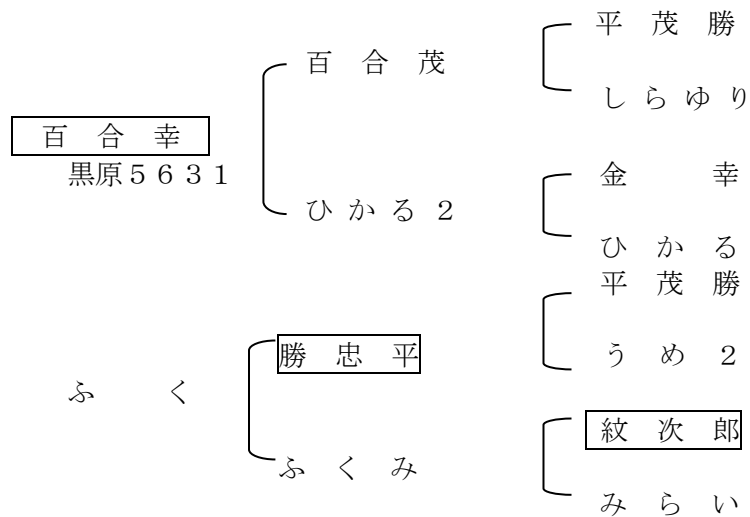 平茂勝
百合茂
しらゆり
百合幸
黒原５６３１
金幸
ひかる２
ひかる
平茂勝
勝忠平
うめ２
ふく
紋次郎
ふくみ
みらい